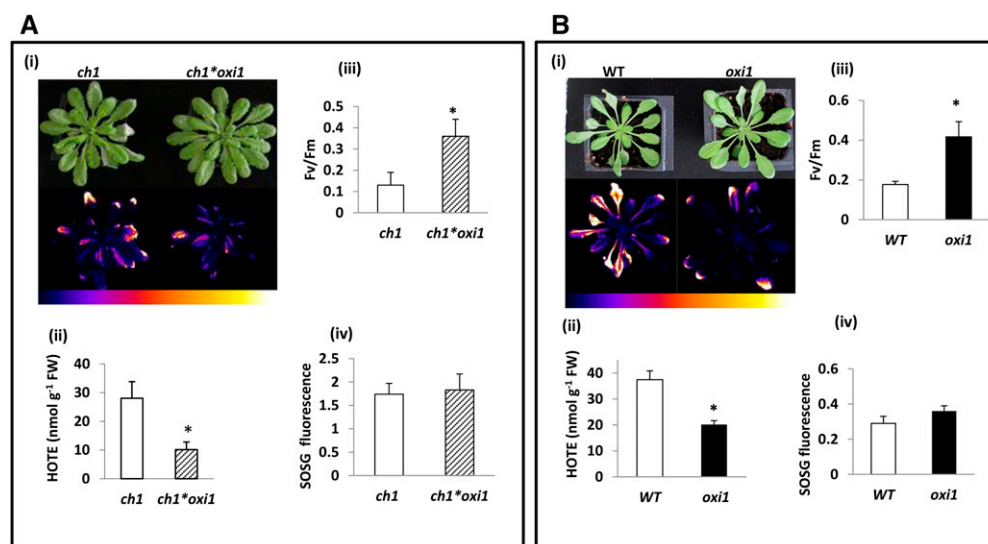 A
(i)
ch1
ch1*oxi1
(iii)
Fv/Fm
0.5
0.4
0.3
0.2
0.1
0
*
ch1
ch1*oxi1
(ii)
HOTE (nmol g⁻¹ FW)
40
30
20
10
0
*
ch1
ch1*oxi1
(iv)
SOSG fluorescence
2.5
2
1.5
1
0.5
0
ch1
ch1*oxi1
B
(i)
WT
oxi1
(iii)
Fv/Fm
0.6
0.4
0.2
0
*
WT
oxi1
(ii)
HOTE (nmol g⁻¹ FW)
50
40
30
20
10
0
*
WT
oxi1
(iv)
SOSG fluorescence
0.6
0.4
0.2
0
WT
oxi1